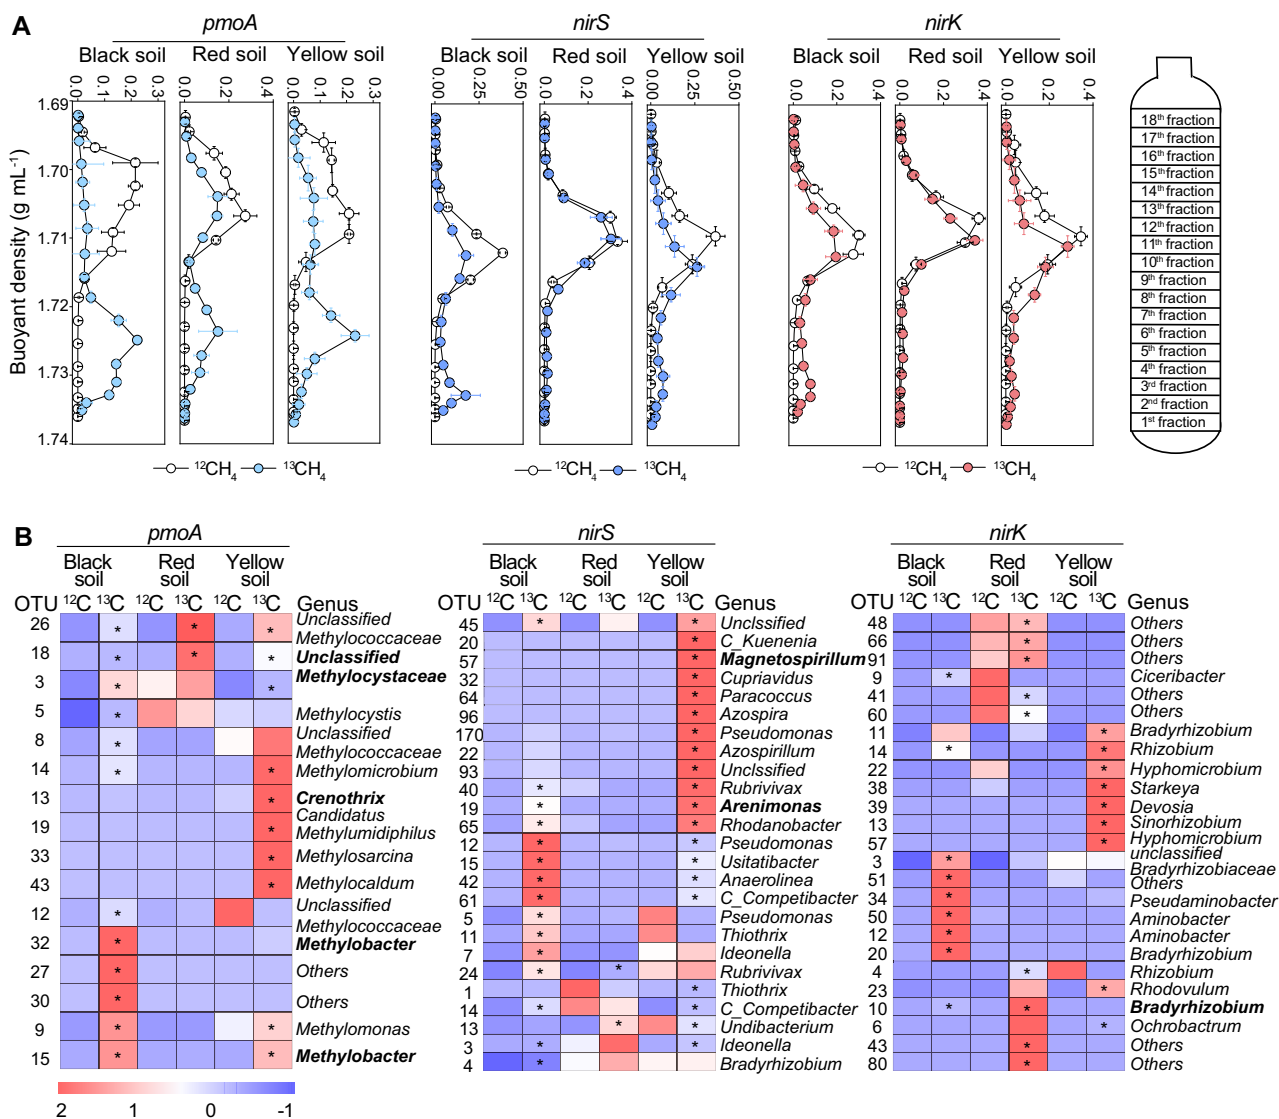 A
pmoA
nirS
nirK
Black soil Red soil Yellow soil
Black soil Red soil Yellow soil
Black soil Red soil Yellow soil
0.0 0.1 0.2 0.3
0.0 0.2 0.4
0.0 0.1 0.2 0.3
0.00 0.25 0.50
0.0 0.2 0.4
0.00 0.25 0.50
0.0 0.2 0.4
0.0 0.2 0.4
0.0 0.2 0.4
Buoyant density (g mL-1)
1.69
1.70
1.71
1.72
1.73
1.74
12CH4 13CH4
12CH4 13CH4
12CH4 13CH4
18th fraction
17th fraction
16th fraction
15th fraction
14th fraction
13th fraction
12th fraction
11th fraction
10th fraction
9th fraction
8th fraction
7th fraction
6th fraction
5th fraction
4th fraction
3rd fraction
2nd fraction
1st fraction
B
pmoA
Black soil Red soil Yellow soil
OTU 12C 13C 12C 13C 12C 13C Genus
26 * * * Unclassified Methylococcaceae
18 * * * Unclassified
3 * * Methylocystaceae
5 * Methylocystis
8 * Unclassified Methylococcaceae
14 * * Methylomicrobium
13 * Crenothrix
19 * Candidatus Methylumidiphilus
33 * Methylosarcina
43 * Methylocaldum
12 * Unclassified Methylococcaceae
32 * Methylobacter
27 * Others
30 * Others
9 * * Methylomonas
15 * * Methylobacter
2 1 0 -1
nirS
Black soil Red soil Yellow soil
OTU 12C 13C 12C 13C 12C 13C Genus
45 * * Unclssified
20 * C_Kuenenia
57 * Magnetospirillum
32 * Cupriavidus
64 * Paracoccus
96 * Azospira
170 * Pseudomonas
22 * Azospirillum
93 * Unclssified
40 * * Rubrivivax
19 * * Arenimonas
65 * * Rhodanobacter
12 * * Pseudomonas
15 * * Usitatibacter
42 * * Anaerolinea
61 * * C_Competibacter
5 * Pseudomonas
11 * Thiothrix
7 * Ideonella
24 * * Rubrivivax
1 * Thiothrix
14 * * C_Competibacter
13 * * Undibacterium
3 * * Ideonella
4 * Bradyrhizobium
nirK
Black soil Red soil Yellow soil
OTU 12C 13C 12C 13C 12C 13C Genus
48 * Others
66 * Others
91 * Others
9 * Ciceribacter
41 * Others
60 * Others
11 * Bradyrhizobium
14 * * Rhizobium
22 * Hyphomicrobium
38 * Starkeya
39 * Devosia
13 * Sinorhizobium
57 * Hyphomicrobium
3 * unclassified Bradyrhizobiaceae
51 * Others
34 * Pseudaminobacter
50 * Aminobacter
12 * Aminobacter
20 * Bradyrhizobium
4 * Rhizobium
23 * Rhodovulum
10 * * Bradyrhizobium
6 * Ochrobactrum
43 * Others
80 * Others